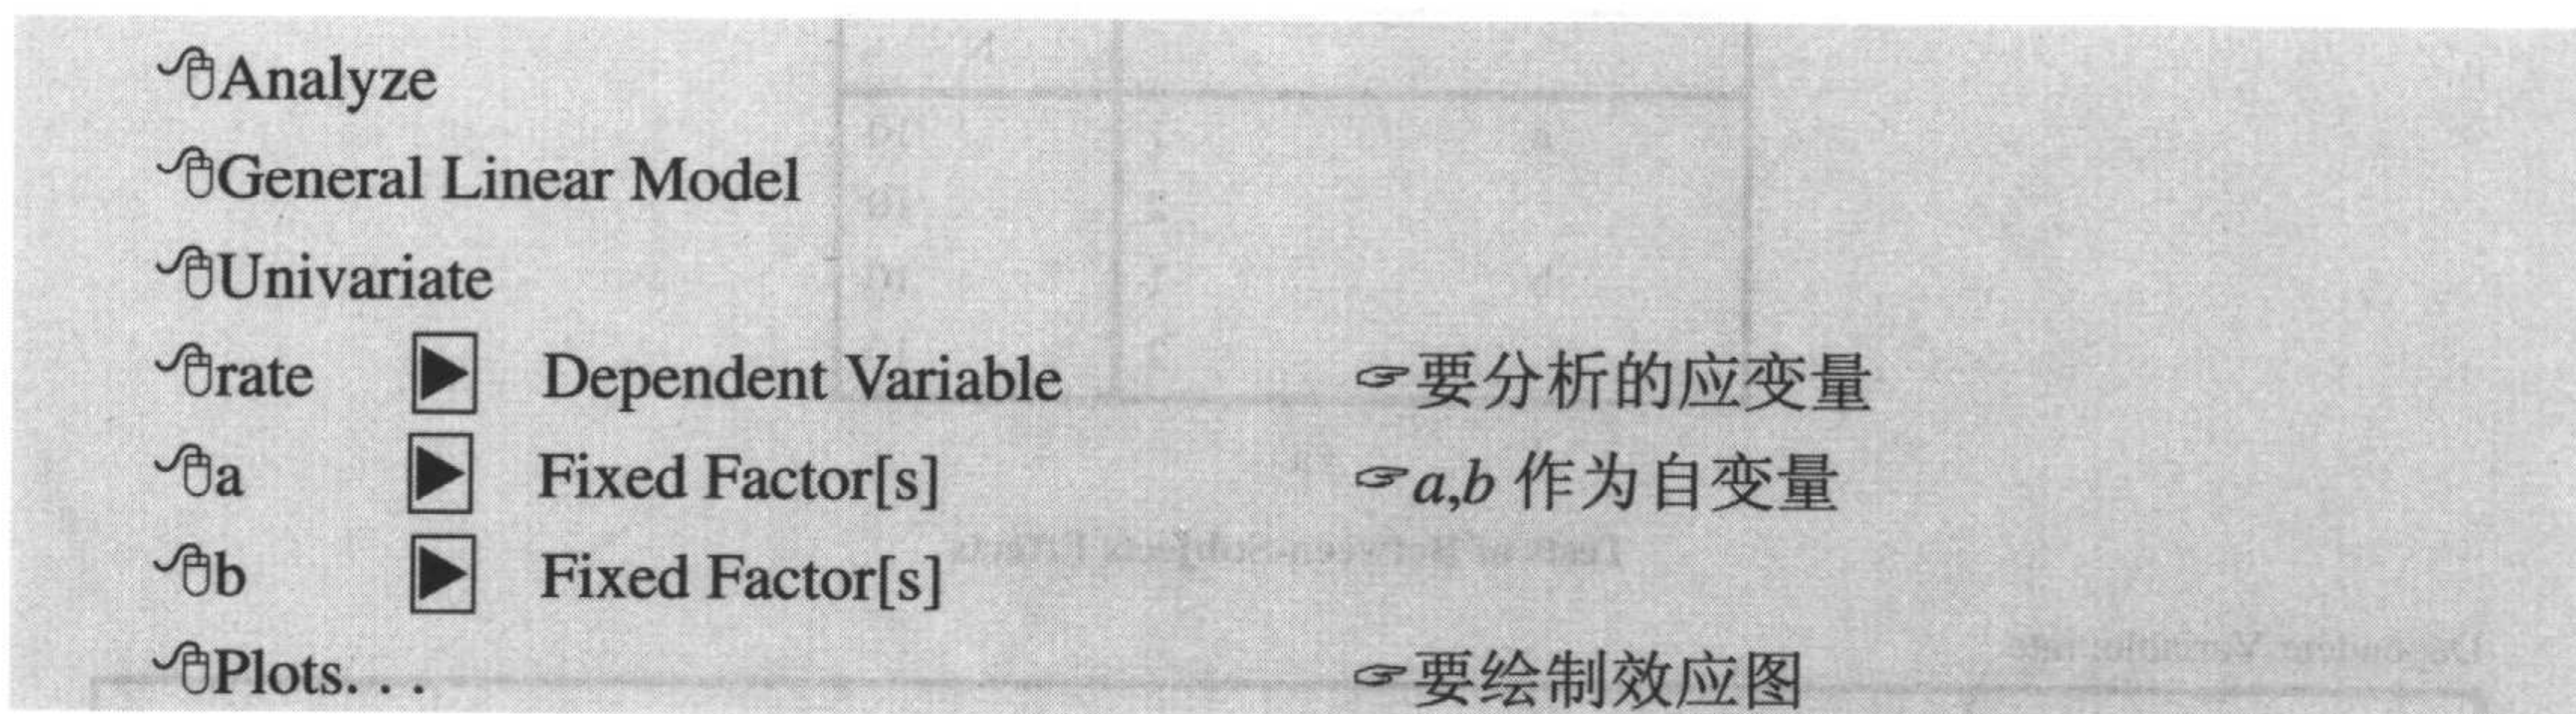 Analyze
General Linear Model
Univariate
rate ▶ Dependent Variable ☞要分析的应变量
a ▶ Fixed Factor[s] ☞a,b 作为自变量
b ▶ Fixed Factor[s]
Plots. . . ☞要绘制效应图